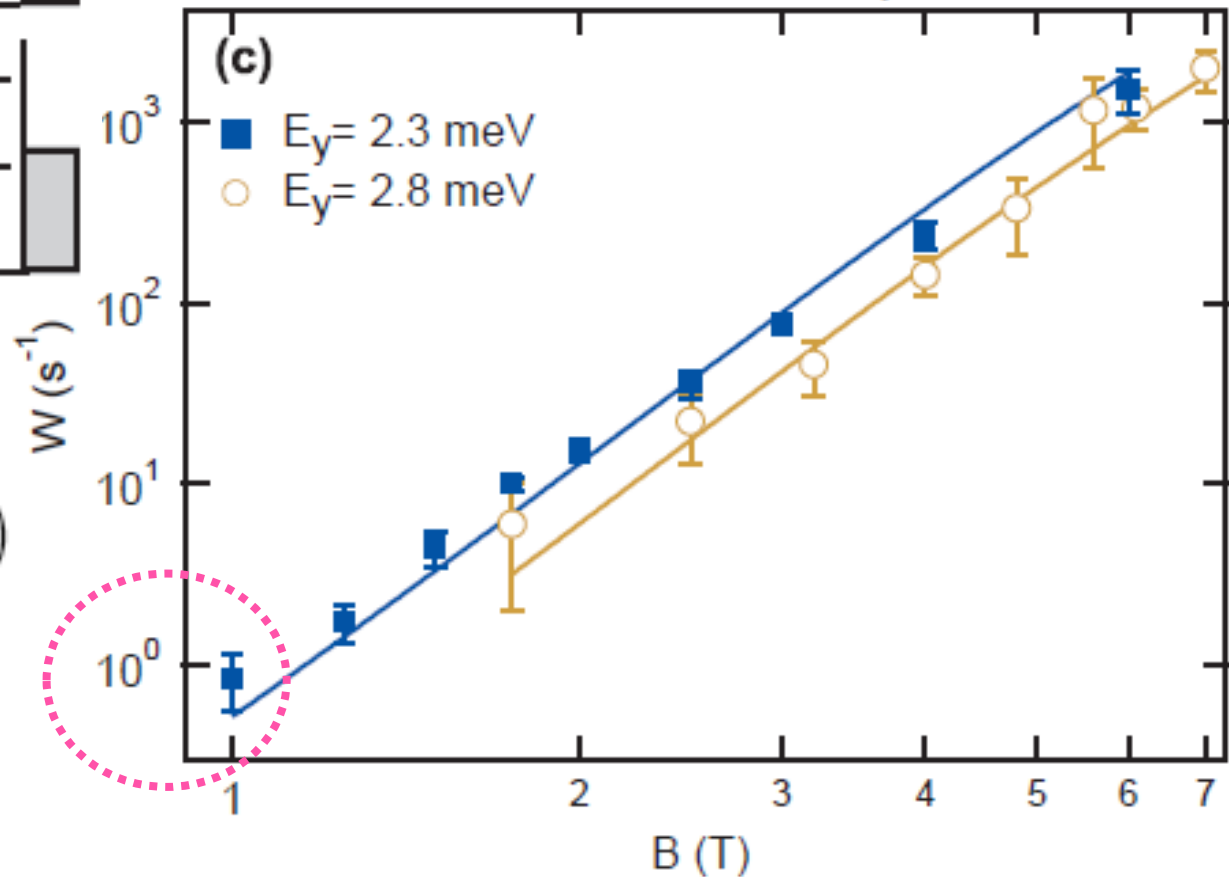 (c)
E_y= 2.3 meV
E_y= 2.8 meV
10^3
10^2
10^1
10^0
W (s^-1)
1 2 3 4 5 6 7
B (T)